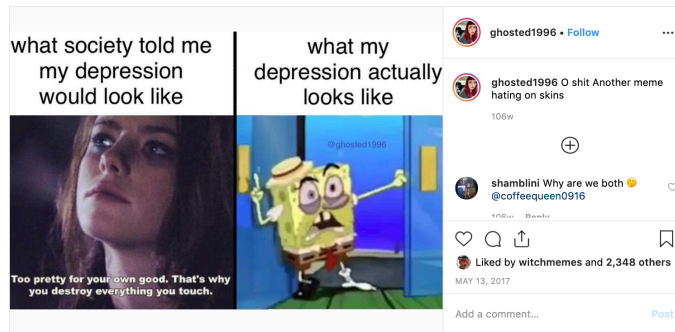 what society told me
my depression
would look like
what my
depression actually
looks like
@ghosted1996
Too pretty for your own good. That's why
you destroy everything you touch.
ghosted1996 • Follow
ghosted1996 O shit Another meme
hating on skins
106w
shamblini Why are we both 🤔
@coffeequeen0916
106w Reply
Liked by witchmemes and 2,348 others
MAY 13, 2017
Add a comment...
Post